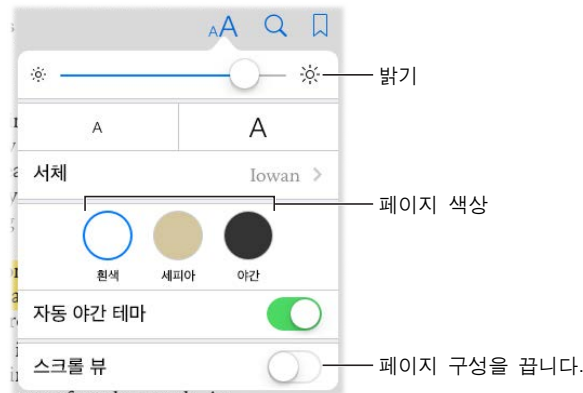 AA
밝기
A A
서체 Iowan >
페이지 색상
흰색 세피아 야간
자동 야간 테마
스크롤 뷰
페이지 구성을 끕니다.